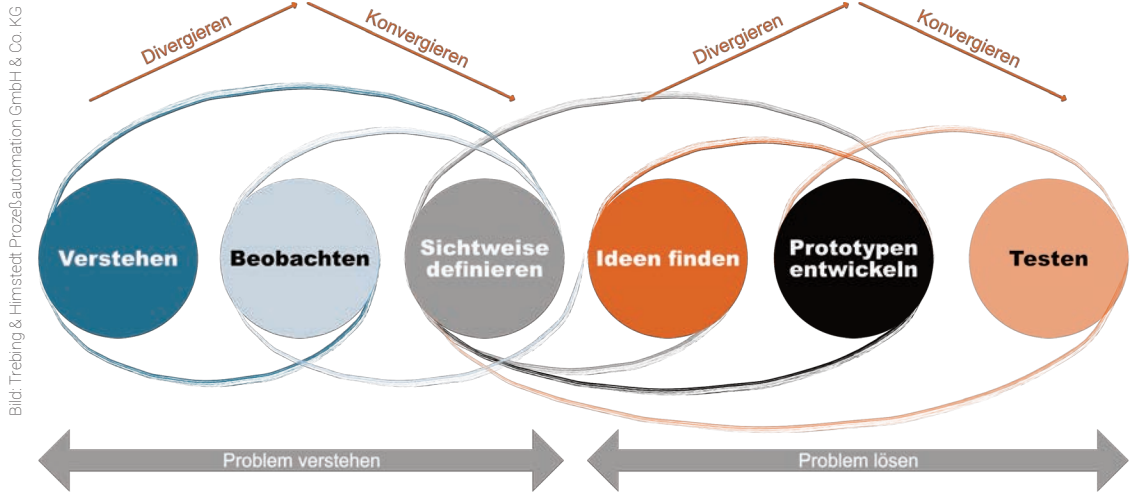 Bild: Trebing & Himstedt Prozeßautomation GmbH & Co. KG
Divergieren
Konvergieren
Divergieren
Konvergieren
Verstehen
Beobachten
Sichtweise
definieren
Ideen finden
Prototypen
entwickeln
Testen
Problem verstehen
Problem lösen